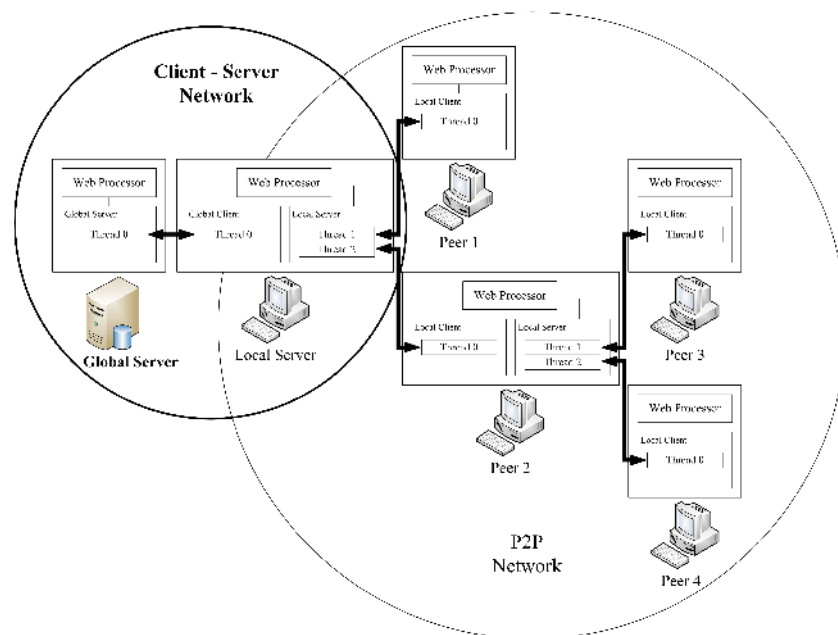 Client - Server
Network
Web Processor
Local Client
Thread 0
Peer 1
Web Processor
Global Server
Thread 0
Global Server
Web Processor
Global Client
Thread 0
Local Server
Thread 1
Thread 2
Local Server
Web Processor
Local Client
Thread 0
Peer 3
Web Processor
Local Client
Thread 0
Local Server
Thread 1
Thread 2
Peer 2
Web Processor
Local Client
Thread 0
Peer 4
P2P
Network